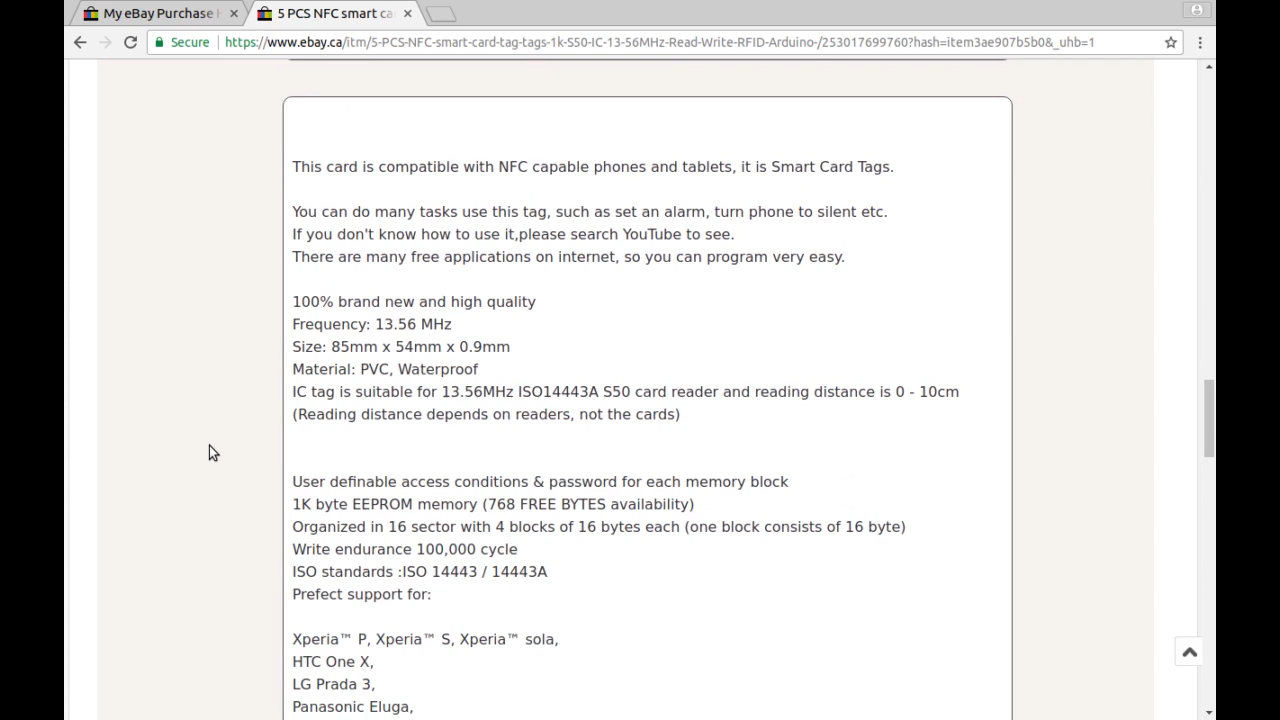 My eBay Purchase H
5 PCS NFC smart ca
Secure
https://www.ebay.ca/itm/5-PCS-NFC-smart-card-tag-tags-1k-S50-IC-13-56MHz-Read-Write-RFID-Arduino-/253017699760?hash=item3ae907b5b0&_uhb=1
This card is compatible with NFC capable phones and tablets, it is Smart Card Tags.
You can do many tasks use this tag, such as set an alarm, turn phone to silent etc.
If you don't know how to use it,please search YouTube to see.
There are many free applications on internet, so you can program very easy.
100% brand new and high quality
Frequency: 13.56 MHz
Size: 85mm x 54mm x 0.9mm
Material: PVC, Waterproof
IC tag is suitable for 13.56MHz ISO14443A S50 card reader and reading distance is 0 - 10cm
(Reading distance depends on readers, not the cards)
User definable access conditions & password for each memory block
1K byte EEPROM memory (768 FREE BYTES availability)
Organized in 16 sector with 4 blocks of 16 bytes each (one block consists of 16 byte)
Write endurance 100,000 cycle
ISO standards :ISO 14443 / 14443A
Prefect support for:
Xperia™ P, Xperia™ S, Xperia™ sola,
HTC One X,
LG Prada 3,
Panasonic Eluga,